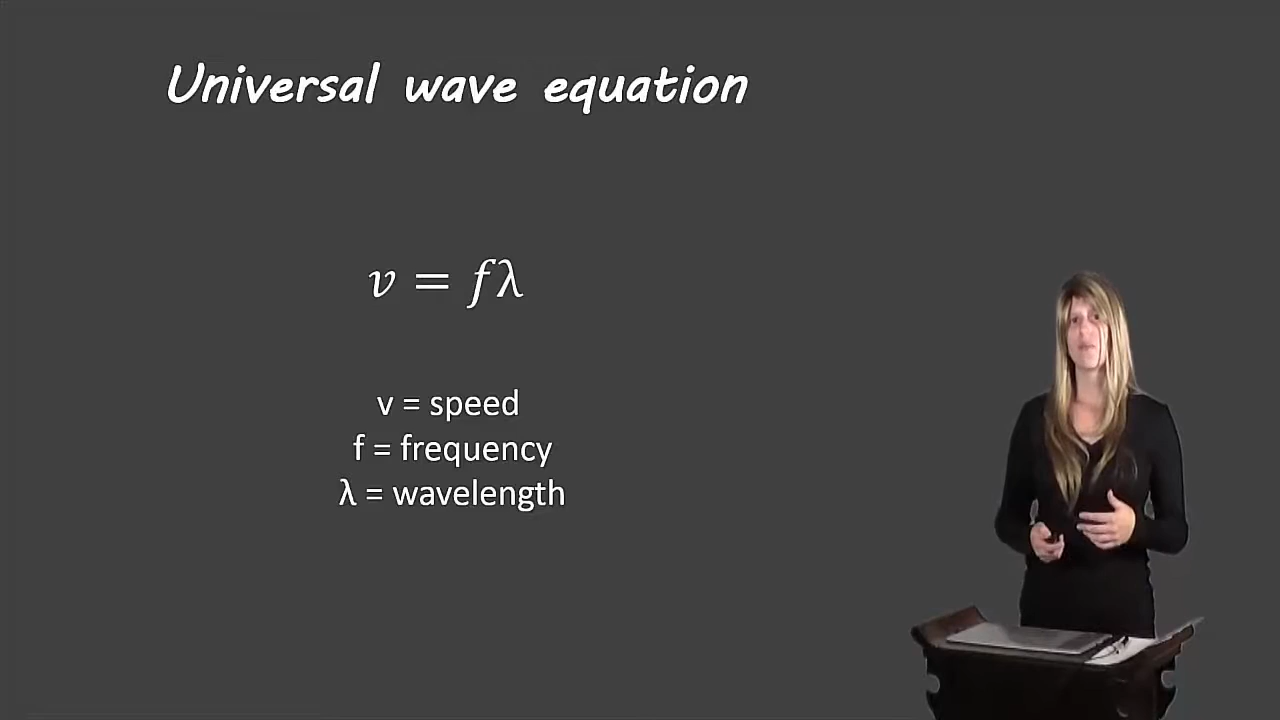 Universal wave equation
v = fλ
v = speed
f = frequency
λ = wavelength